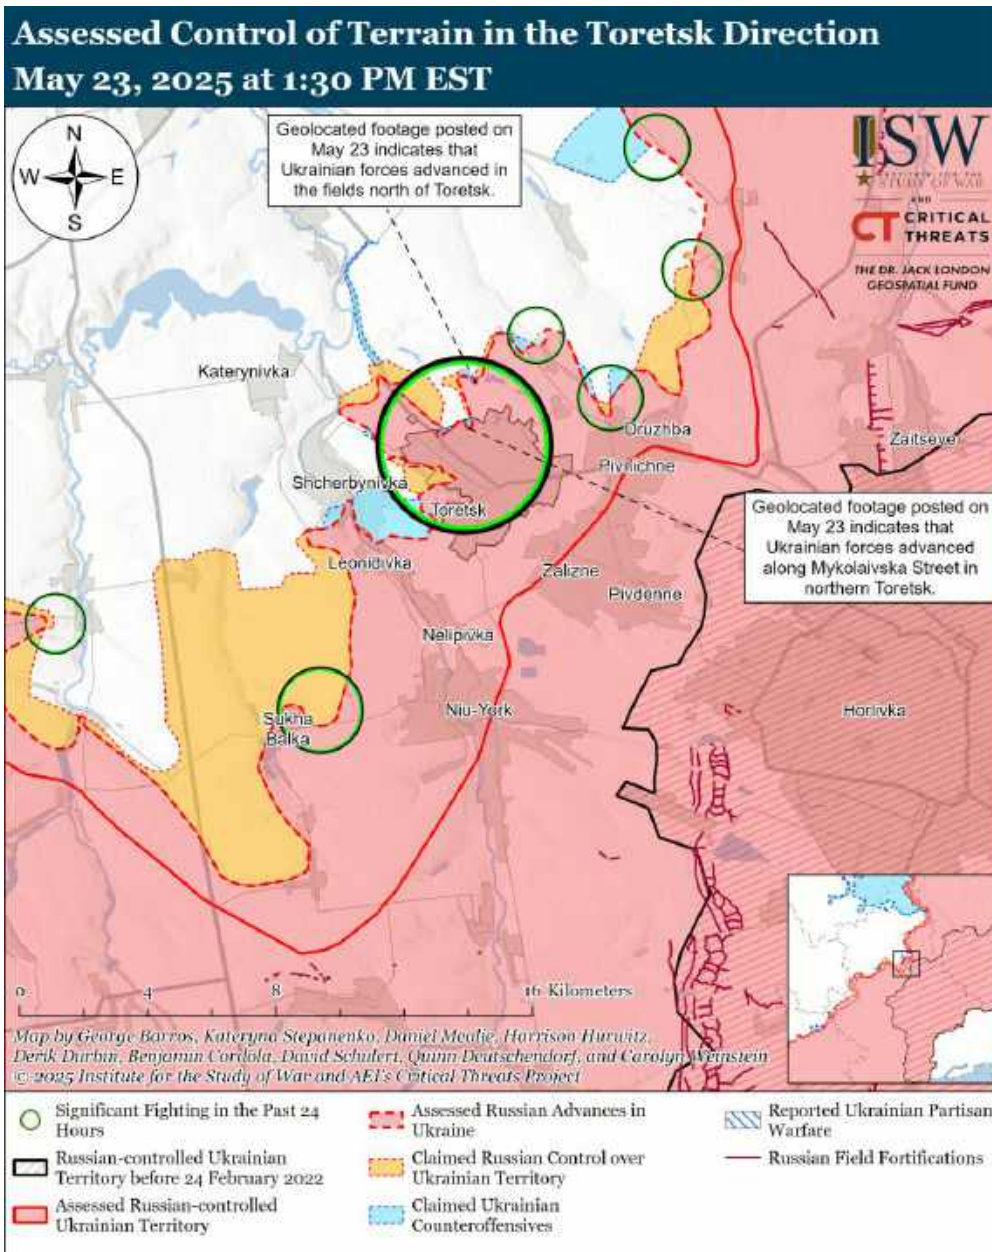 Assessed Control of Terrain in the Toretsk Direction
May 23, 2025 at 1:30 PM EST
N
W
E
S
Geolocated footage posted on
May 23 indicates that
Ukrainian forces advanced in
the fields north of Toretsk.
ISW
INSTITUTE FOR THE
STUDY OF WAR
AND
CT CRITICAL
THREATS
THE DR. JACK LONDON
GEOSPATIAL FUND
Katerynivka
Druzhba
Zaitseve
Pivnichne
Shcherbynivka
Toretsk
Geolocated footage posted on
May 23 indicates that
Ukrainian forces advanced
along Mykolaivska Street in
northern Toretsk.
Leonidivka
Zalizne
Pivdenne
Nelipivka
Niu-York
Horlivka
Sukha
Balka
0 4 8 16 Kilometers
Map by George Barros, Kateryna Stepanenko, Daniel Mealie, Harrison Hurwitz,
Derik Durbin, Benjamin Cordola, David Schulert, Quinn Deutschendorf, and Carolyn Weinstein
© 2025 Institute for the Study of War and AEI's Critical Threats Project
Significant Fighting in the Past 24
Hours
Russian-controlled Ukrainian
Territory before 24 February 2022
Assessed Russian-controlled
Ukrainian Territory
Assessed Russian Advances in
Ukraine
Claimed Russian Control over
Ukrainian Territory
Claimed Ukrainian
Counteroffensives
Reported Ukrainian Partisan
Warfare
Russian Field Fortifications